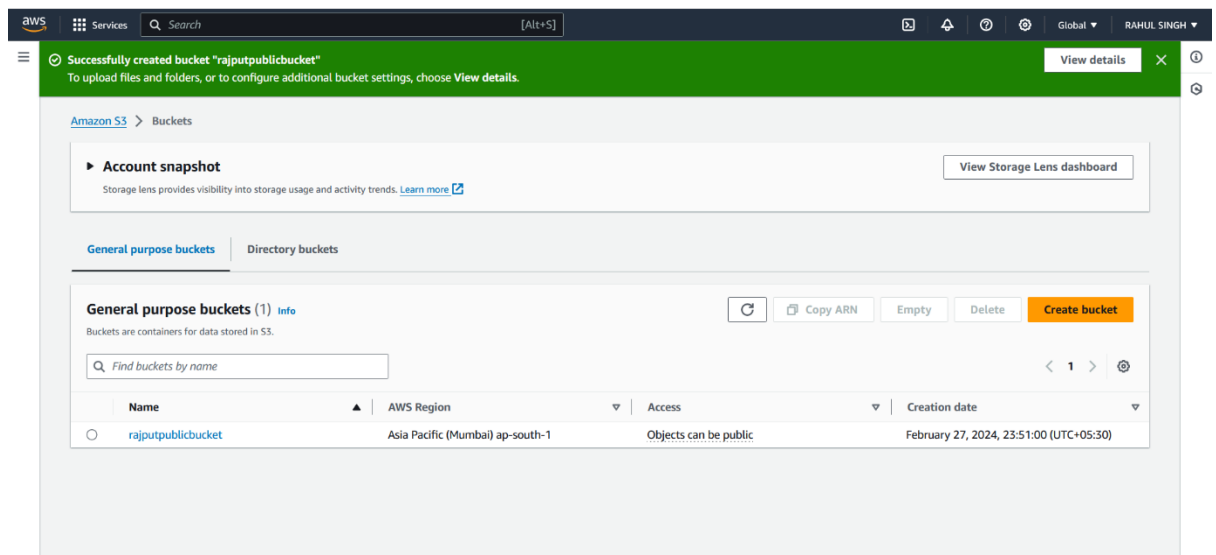 aws
Services
Search
[Alt+S]
Global
RAHUL SINGH
Successfully created bucket "rajputpublicbucket"
To upload files and folders, or to configure additional bucket settings, choose View details.
View details
Amazon S3 > Buckets
Account snapshot
Storage lens provides visibility into storage usage and activity trends. Learn more
View Storage Lens dashboard
General purpose buckets
Directory buckets
General purpose buckets (1) Info
Buckets are containers for data stored in S3.
Copy ARN
Empty
Delete
Create bucket
Find buckets by name
1
Name
AWS Region
Access
Creation date
rajputpublicbucket
Asia Pacific (Mumbai) ap-south-1
Objects can be public
February 27, 2024, 23:51:00 (UTC+05:30)